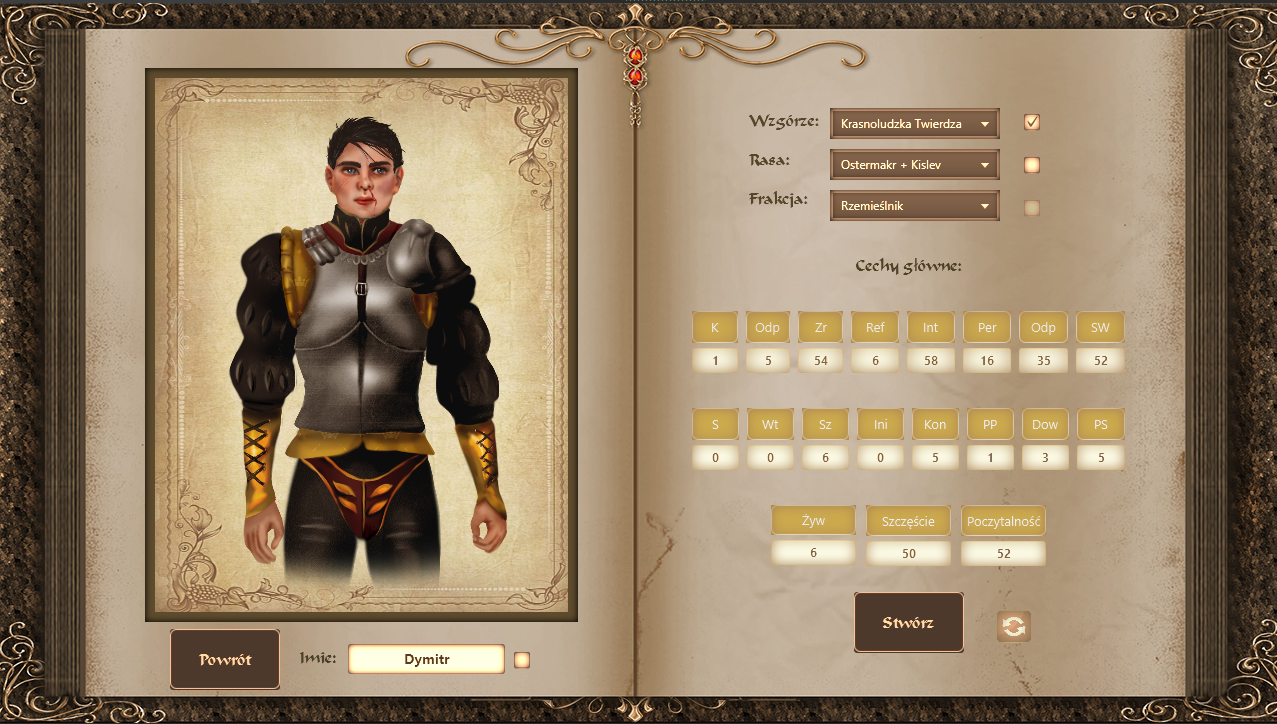 Wzgórze: Krasnoludzka Twierdza
Rasa: Ostermakr + Kislev
Frakcja: Rzemieślnik
Cechy główne:
K Odp Zr Ref Int Per Odp SW
1 5 54 6 58 16 35 52
S Wt Sz Ini Kon PP Dow PS
0 0 6 0 5 1 3 5
Żyw Szczęście Poczytalność
6 50 52
Stwórz
Powrót Imie: Dymitr